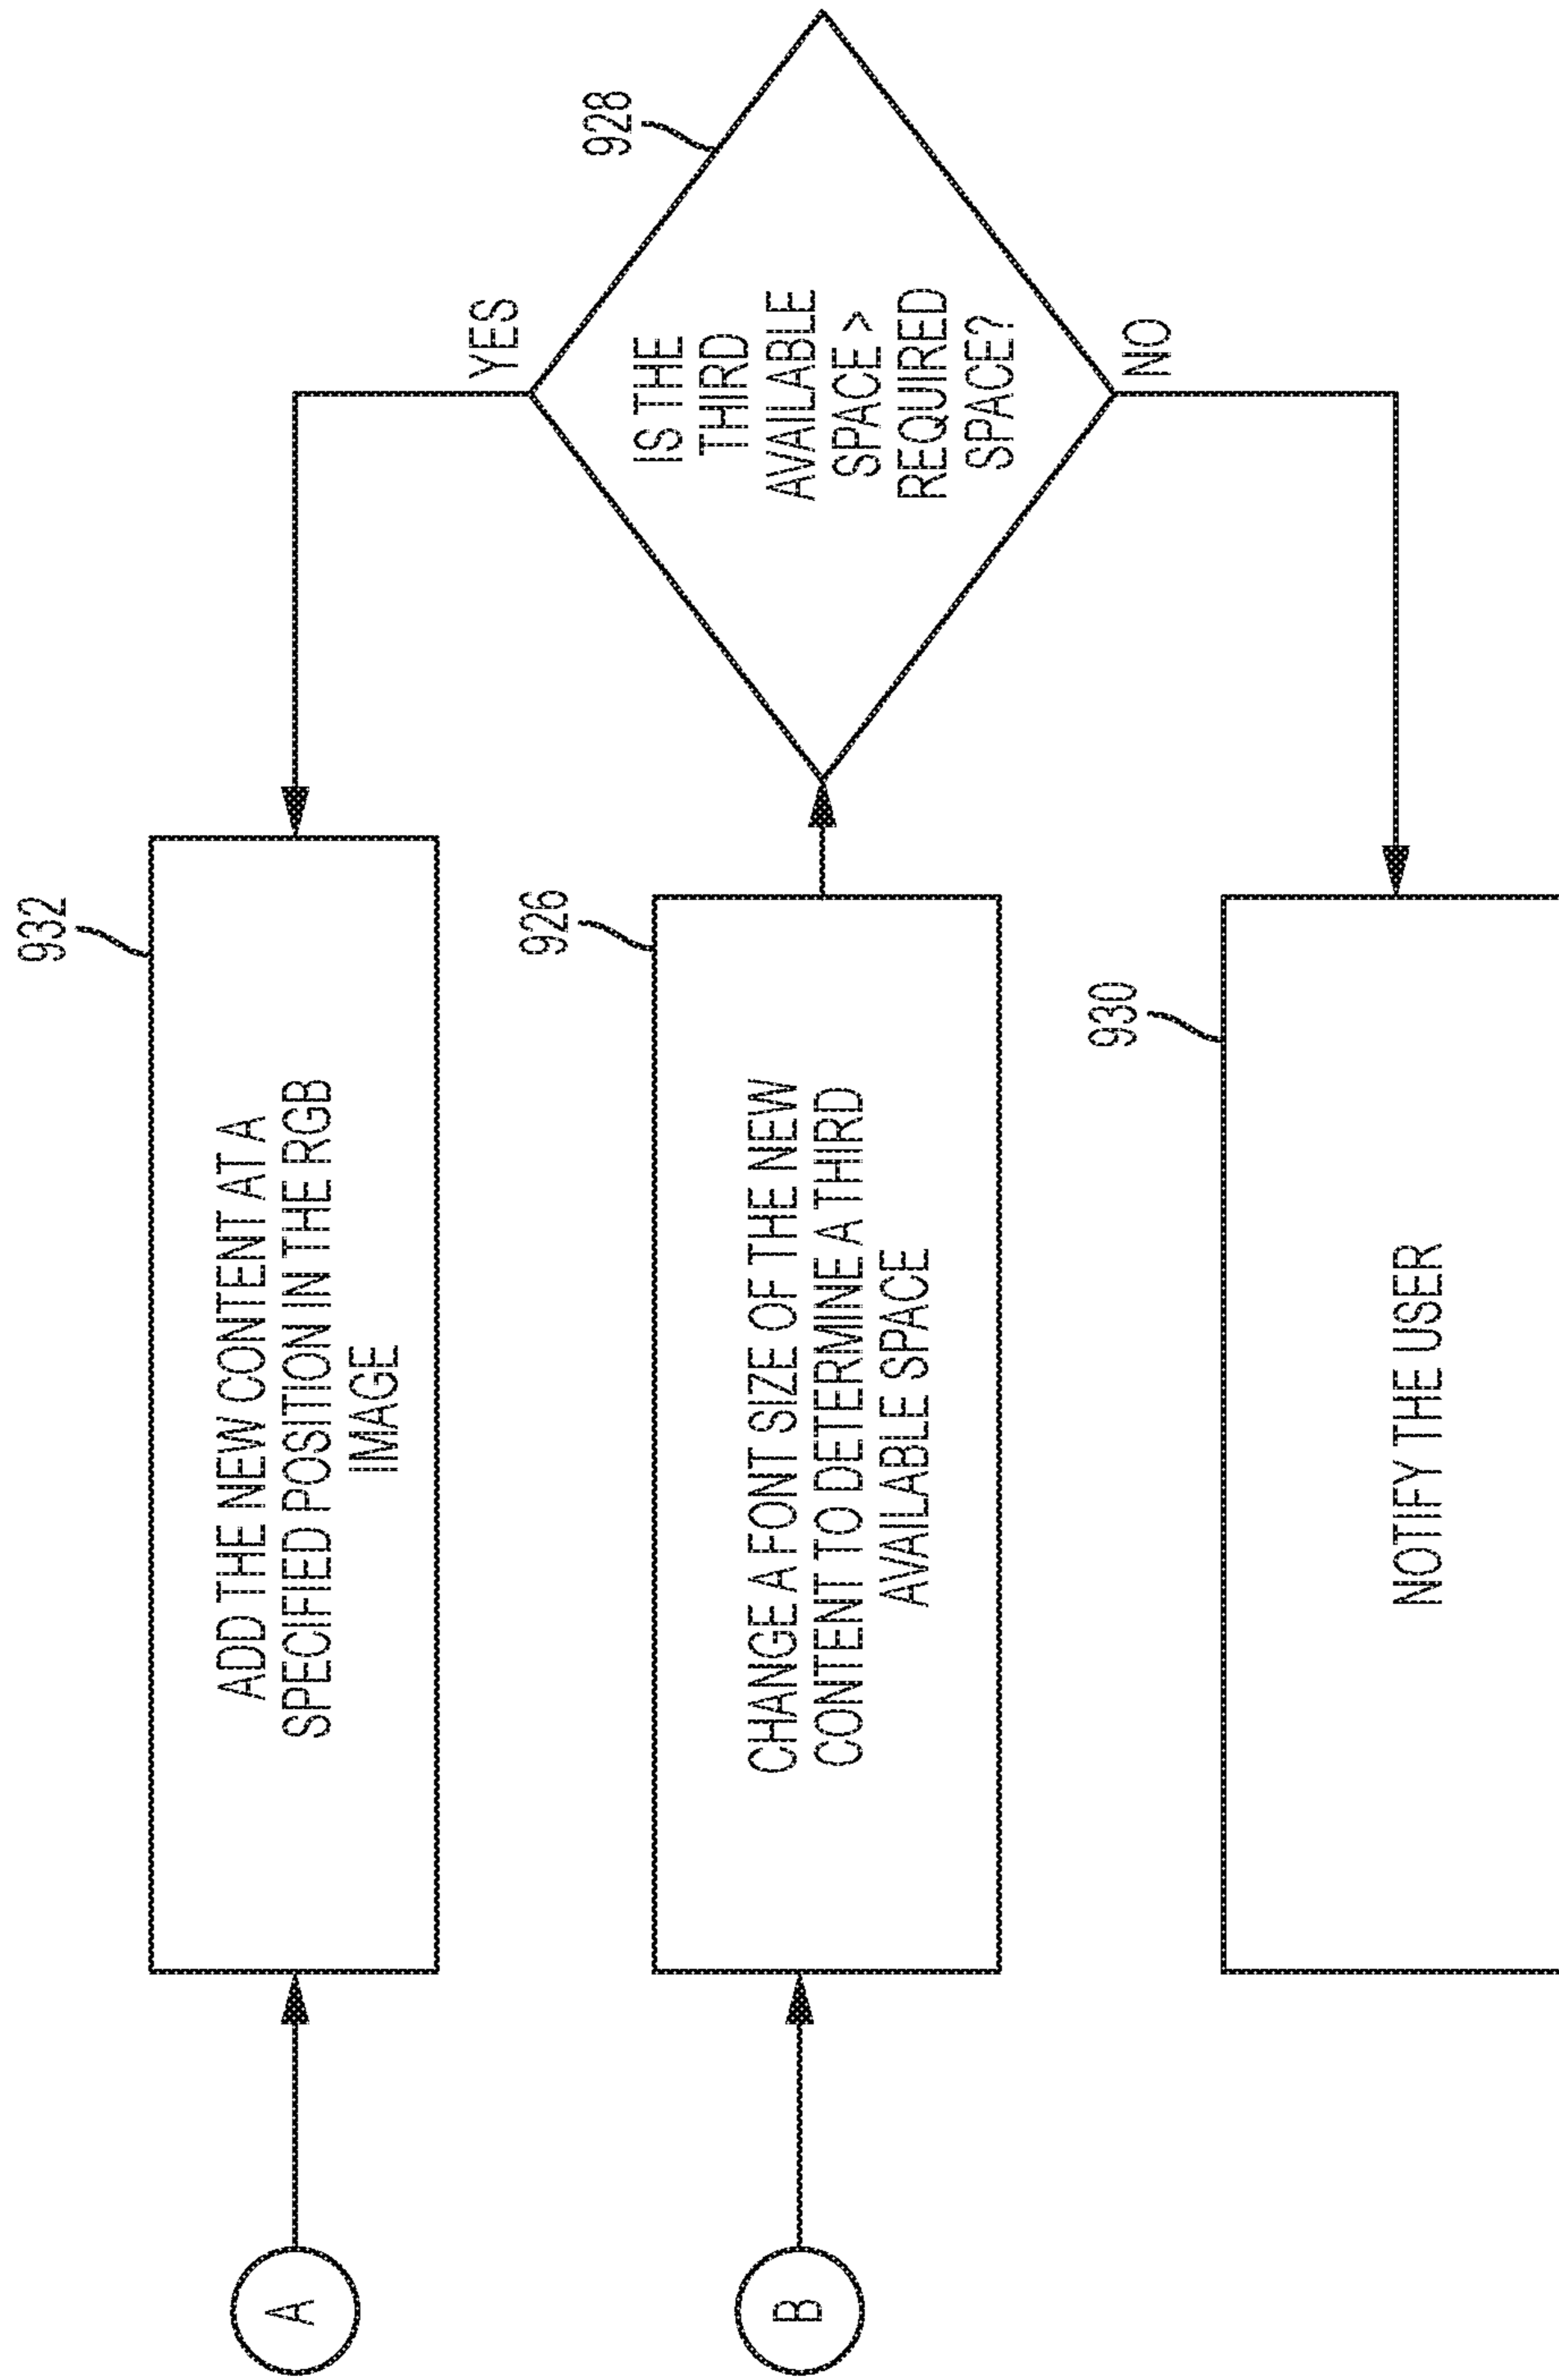 932
A
ADD THE NEW CONTENT AT A
SPECIFIED POSITION IN THE RGB
IMAGE
YES
926
B
CHANGE A FONT SIZE OF THE NEW
CONTENT TO DETERMINE A THIRD
AVAILABLE SPACE
928
IS THE
THIRD
AVAILABLE
SPACE >
REQUIRED
SPACE?
NO
930
NOTIFY THE USER